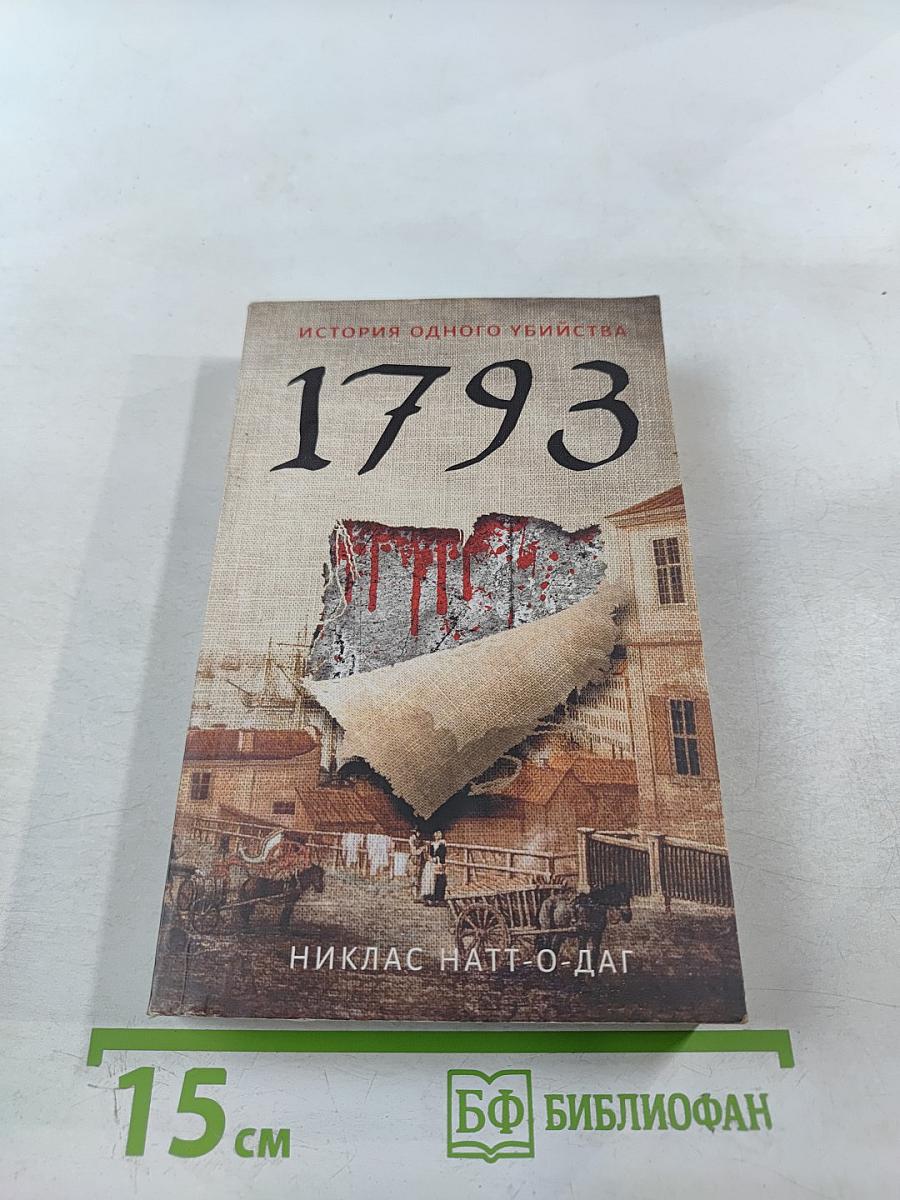 ИСТОРИЯ ОДНОГО УБИЙСТВА
1793
НИКЛАС НАТТ-О-ДАГ
15 см
БФ БИБЛИОФАН